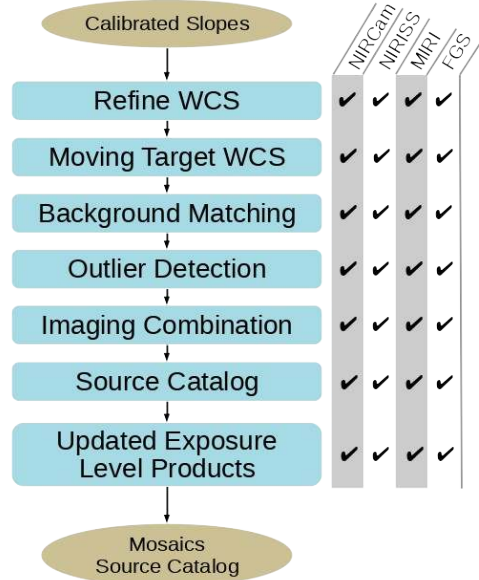 Calibrated Slopes
NIRCam
NIRISS
MIRI
FGS
Refine WCS
Moving Target WCS
Background Matching
Outlier Detection
Imaging Combination
Source Catalog
Updated Exposure
Level Products
Mosaics
Source Catalog